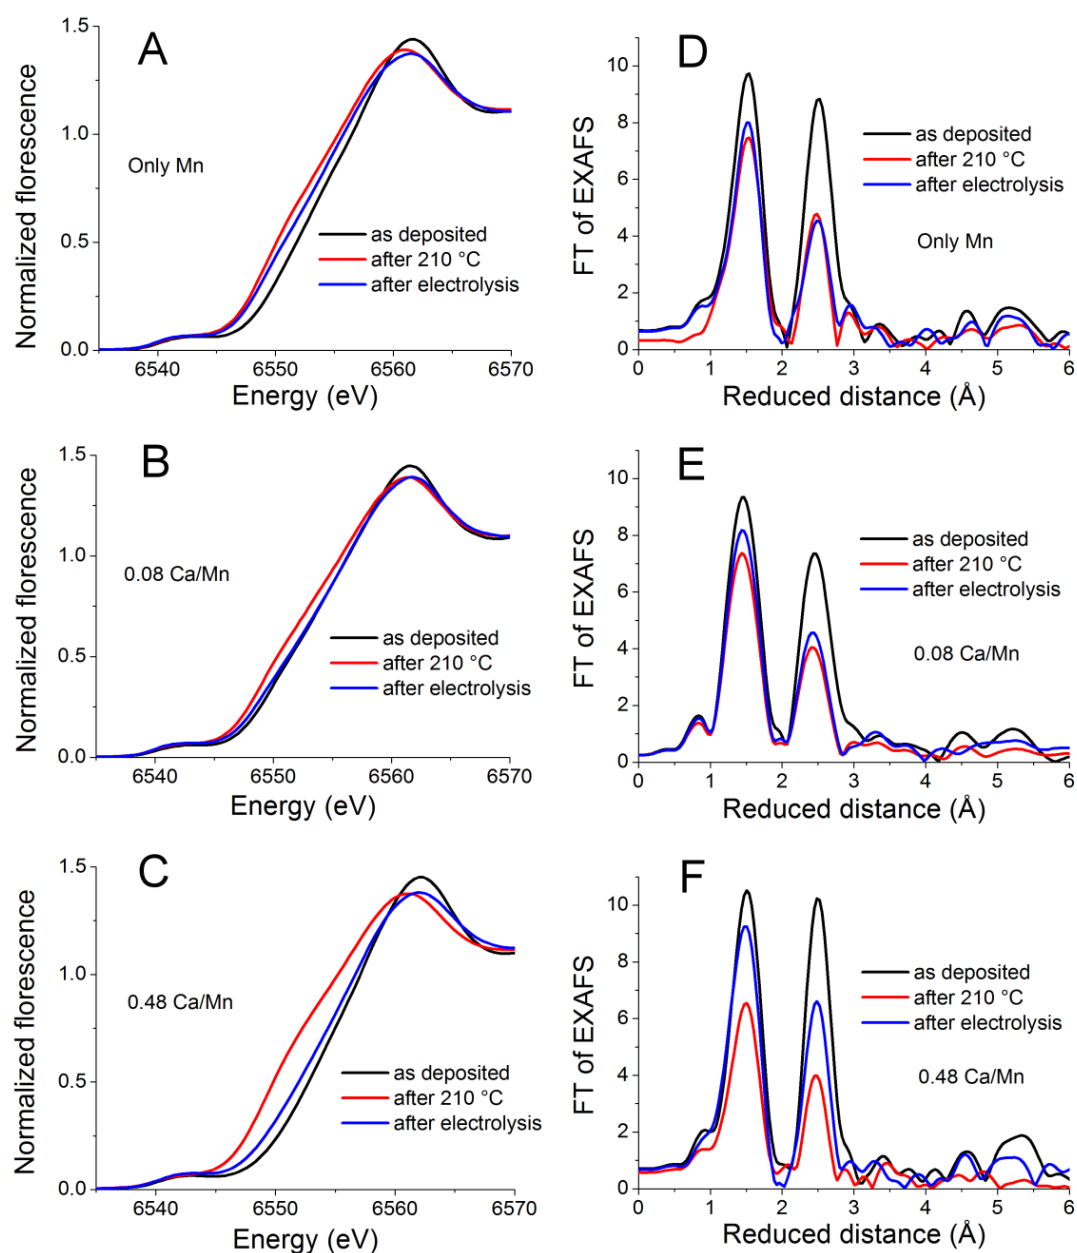 A
1.5
1.0
0.5
0.0
Normalized florescence
Only Mn
as deposited
after 210 °C
after electrolysis
6540
6550
6560
6570
Energy (eV)
D
10
8
6
4
2
0
FT of EXAFS
as deposited
after 210 °C
after electrolysis
Only Mn
0
1
2
3
4
5
6
Reduced distance (Å)
B
1.5
1.0
0.5
0.0
Normalized florescence
0.08 Ca/Mn
as deposited
after 210 °C
after electrolysis
6540
6550
6560
6570
Energy (eV)
E
10
8
6
4
2
0
FT of EXAFS
as deposited
after 210 °C
after electrolysis
0.08 Ca/Mn
0
1
2
3
4
5
6
Reduced distance (Å)
C
1.5
1.0
0.5
0.0
Normalized florescence
0.48 Ca/Mn
as deposited
after 210 °C
after electrolysis
6540
6550
6560
6570
Energy (eV)
F
10
8
6
4
2
0
FT of EXAFS
as deposited
after 210 °C
after electrolysis
0.48 Ca/Mn
0
1
2
3
4
5
6
Reduced distance (Å)